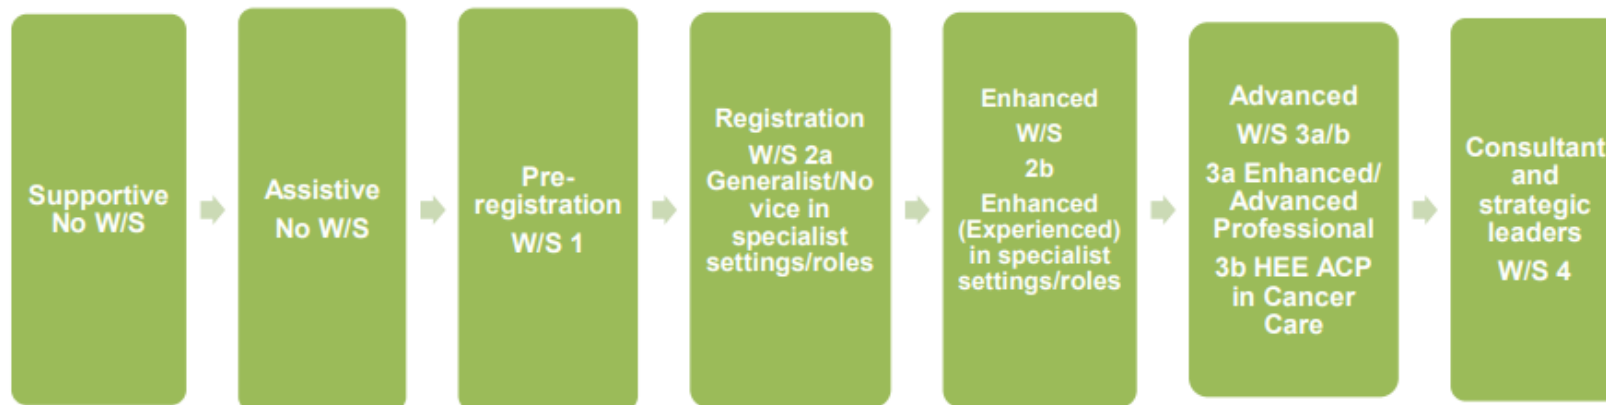 Supportive
No W/S
Assistive
No W/S
Pre-
registration
W/S 1
Registration
W/S 2a
Generalist/No
vice in
specialist
settings/roles
Enhanced
W/S
2b
Enhanced
(Experienced)
in specialist
settings/roles
Advanced
W/S 3a/b
3a Enhanced/
Advanced
Professional
3b HEE ACP
in Cancer
Care
Consultant
and
strategic
leaders
W/S 4